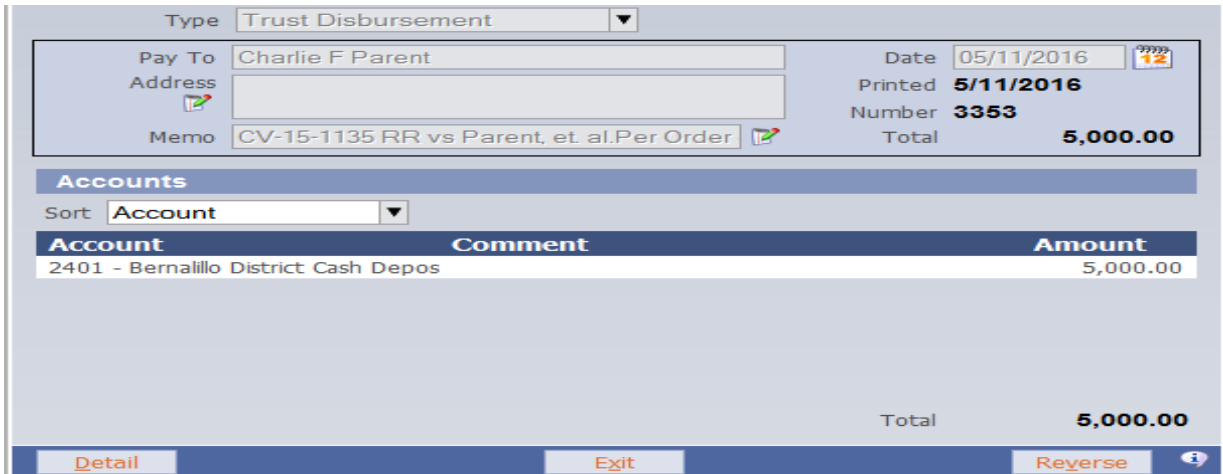 Type Trust Disbursement
Pay To Charlie F Parent Date 05/11/2016 12
Address Printed 5/11/2016
Number 3353
Memo CV-15-1135 RR vs Parent, et. al.Per Order Total 5,000.00
Accounts
Sort Account
Account Comment Amount
2401 - Bernalillo District Cash Depos 5,000.00
Total 5,000.00
Detail Exit Reverse